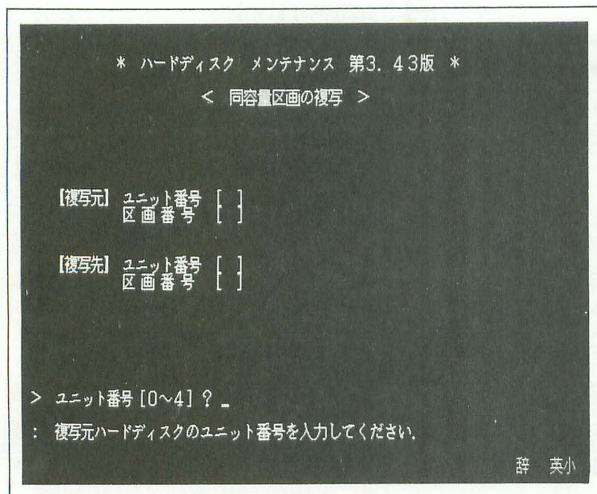 * ハードディスク メンテナンス 第3.43版 *
< 同容量区画の複写 >
【複写元】 ユニット番号 [ ]
区画番号 [ ]
【複写先】 ユニット番号 [ ]
区画番号 [ ]
> ユニット番号[0~4]? _
: 複写元ハードディスクのユニット番号を入力してください.
辞 英小